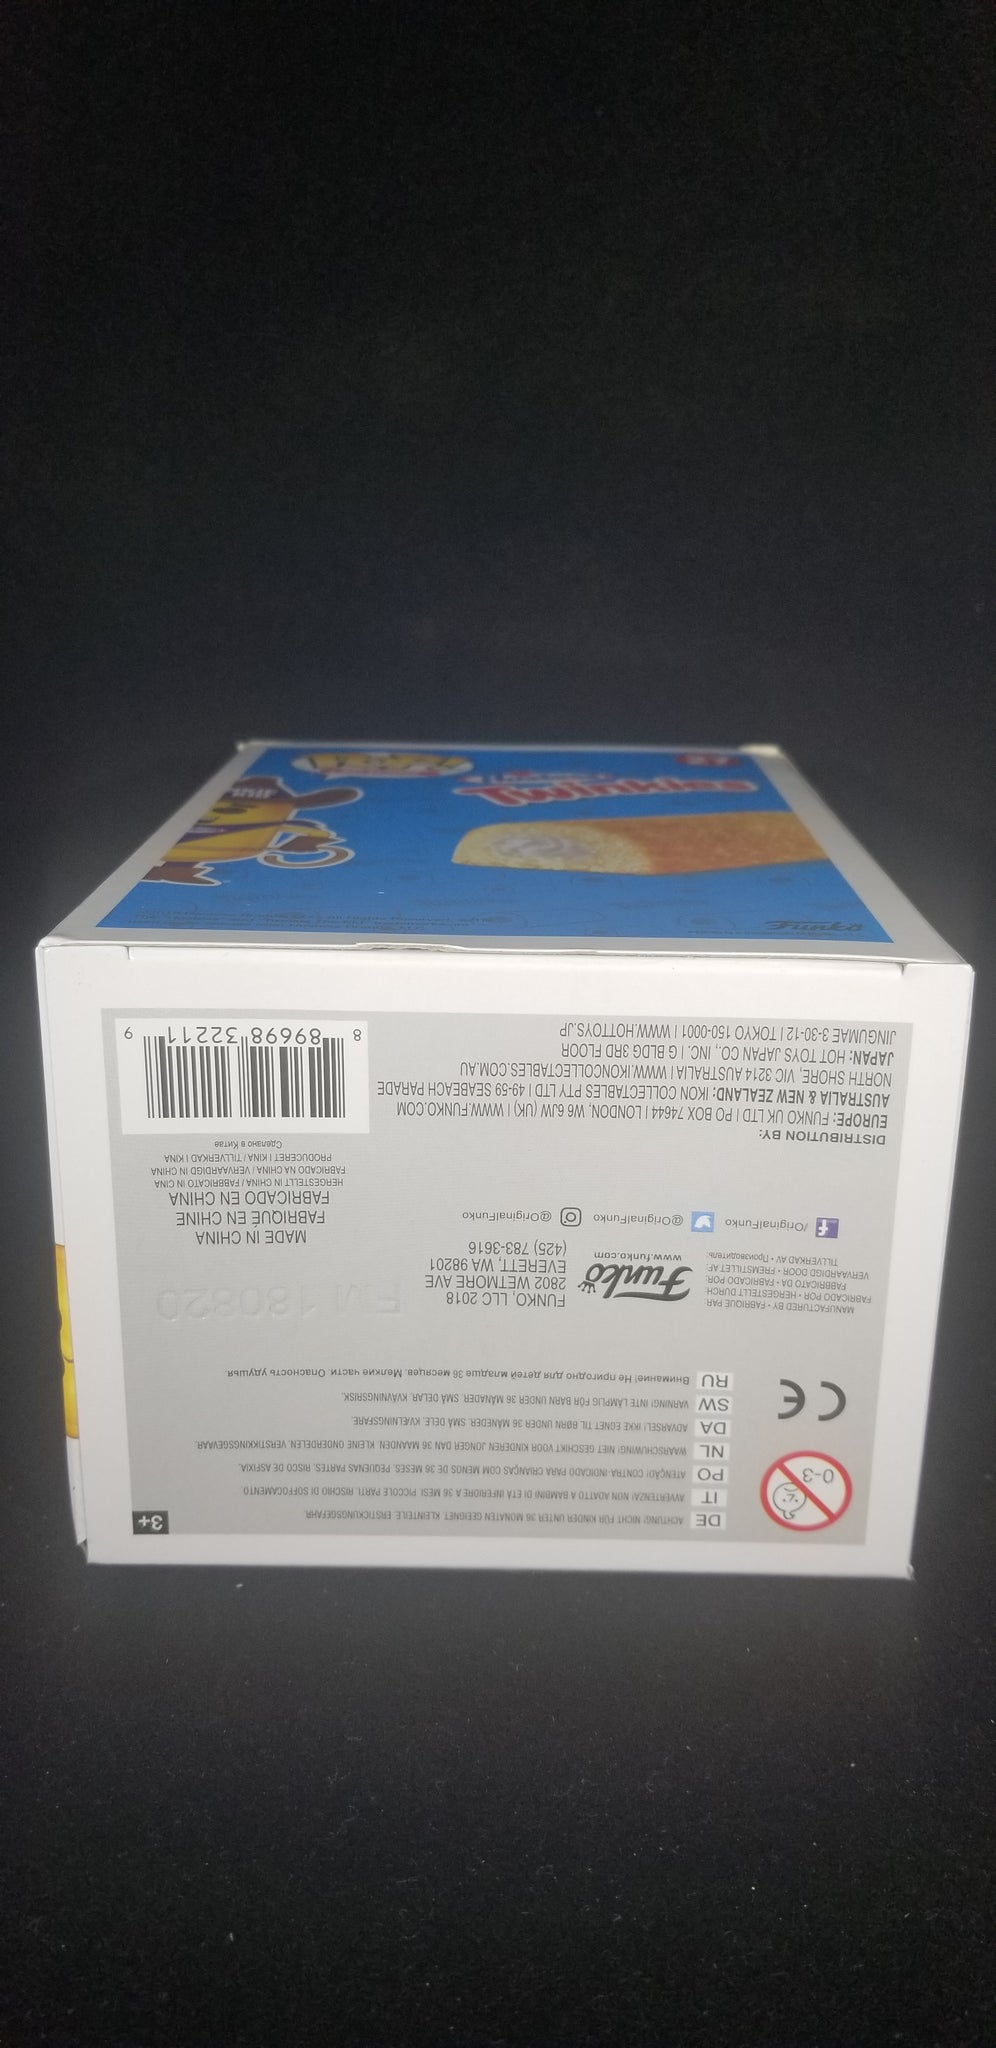 DE ACHTUNG! NICHT FÜR KINDER UNTER 36 MONATEN GEEIGNET. KLEINTEILE. ERSTICKUNGSGEFAHR.
IT AVVERTENZA! NON ADATTO A BAMBINI DI ETÀ INFERIORE A 36 MESI. PICCOLE PARTI. RISCHIO DI SOFFOCAMENTO.
PO ATENÇÃO! CONTRA-INDICADO PARA CRIANÇAS COM MENOS DE 36 MESES. PEQUENAS PARTES. RISCO DE ASFIXIA.
NL WAARSCHUWING! NIET GESCHIKT VOOR KINDEREN JONGER DAN 36 MAANDEN. KLEINE ONDERDELEN. VERSTIKKINGSGEVAAR.
DA ADVARSEL! IKKE EGNET TIL BØRN UNDER 36 MÅNEDER. SMÅ DELE. KVÆLNINGSFARE.
SW VARNING! INTE LÄMPLIG FÖR BARN UNDER 36 MÅNADER. SMÅ DELAR. KVÄVNINGSRISK.
RU Внимание! Не пригодно для детей младше 36 месяцев. Мелкие части. Опасность удушья.
0-3
CE
3+
MANUFACTURED BY • FABRIQUE PAR:
FABRICADO POR • HERGESTELLT DURCH:
FABBRICATO DA • FABRICADO POR:
VERVAARDIGD DOOR • FREMSTILLET AF:
TILLVERKAD AV • Производитель:
Funko
www.funko.com
FUNKO, LLC 2018
2802 WETMORE AVE
EVERETT, WA 98201
(425) 783-3616
/OriginalFunko @OriginalFunko @OriginalFunko
180820
MADE IN CHINA
FABRIQUÉ EN CHINE
FABRICADO EN CHINA
HERGESTELLT IN CHINA / FABBRICATO IN CINA
FABRICADO NA CHINA / VERVAARDIGD IN CHINA
PRODUCERET I KINA / TILLVERKAD I KINA
Сделано в Китае
DISTRIBUTION BY:
EUROPE: FUNKO UK LTD | PO BOX 74644 | LONDON, W6 6JW (UK) | WWW.FUNKO.COM
AUSTRALIA & NEW ZEALAND: IKON COLLECTABLES PTY LTD | 49-59 SEABEACH PARADE
NORTH SHORE, VIC 3214 AUSTRALIA | WWW.IKONCOLLECTABLES.COM.AU
JAPAN: HOT TOYS JAPAN CO., INC. | G BLDG 3RD FLOOR
JINGUMAE 3-30-12 | TOKYO 150-0001 | WWW.HOTTOYS.JP
8 89698 32211 9
Funko
Twinkies
POP!
27